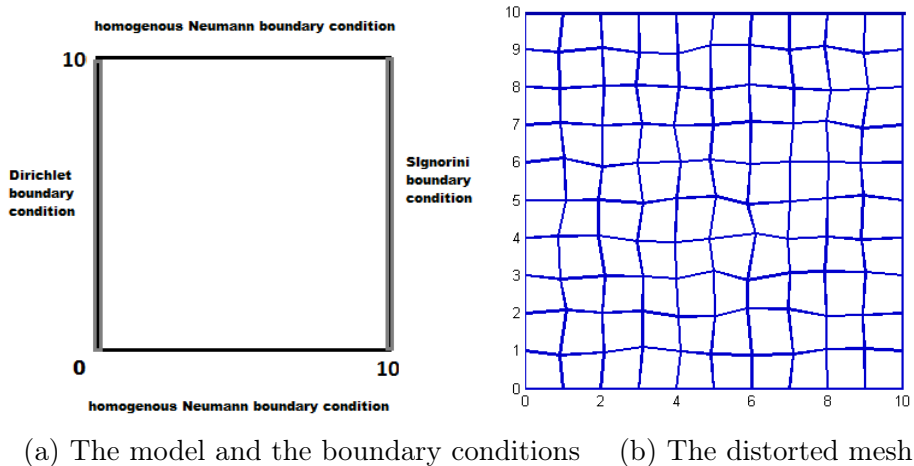 homogenous Neumann boundary condition
10
Dirichlet
boundary
condition
SIgnorini
boundary
condition
0
10
homogenous Neumann boundary condition
10
9
8
7
6
5
4
3
2
1
0
0
2
4
6
8
10
(a) The model and the boundary conditions
(b) The distorted mesh